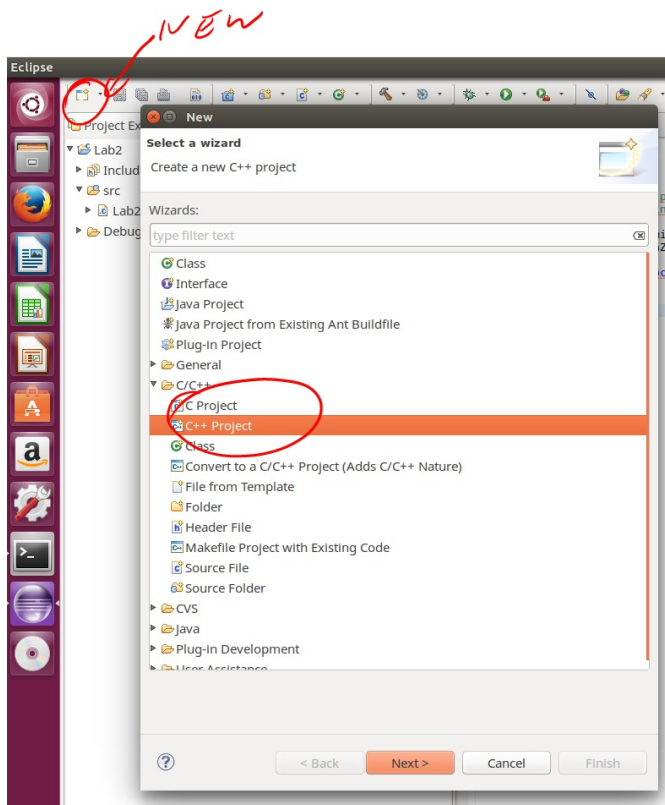 NEW
Eclipse
New
Project Ex
Select a wizard
Create a new C++ project
Lab2
Includ
src
Lab2
Debug
Wizards:
type filter text
Class
Interface
Java Project
Java Project from Existing Ant Buildfile
Plug-in Project
General
C/C++
C Project
C++ Project
Class
Convert to a C/C++ Project (Adds C/C++ Nature)
File from Template
Folder
Header File
Makefile Project with Existing Code
Source File
Source Folder
CVS
Java
Plug-in Development
User Assistance
< Back
Next >
Cancel
Finish